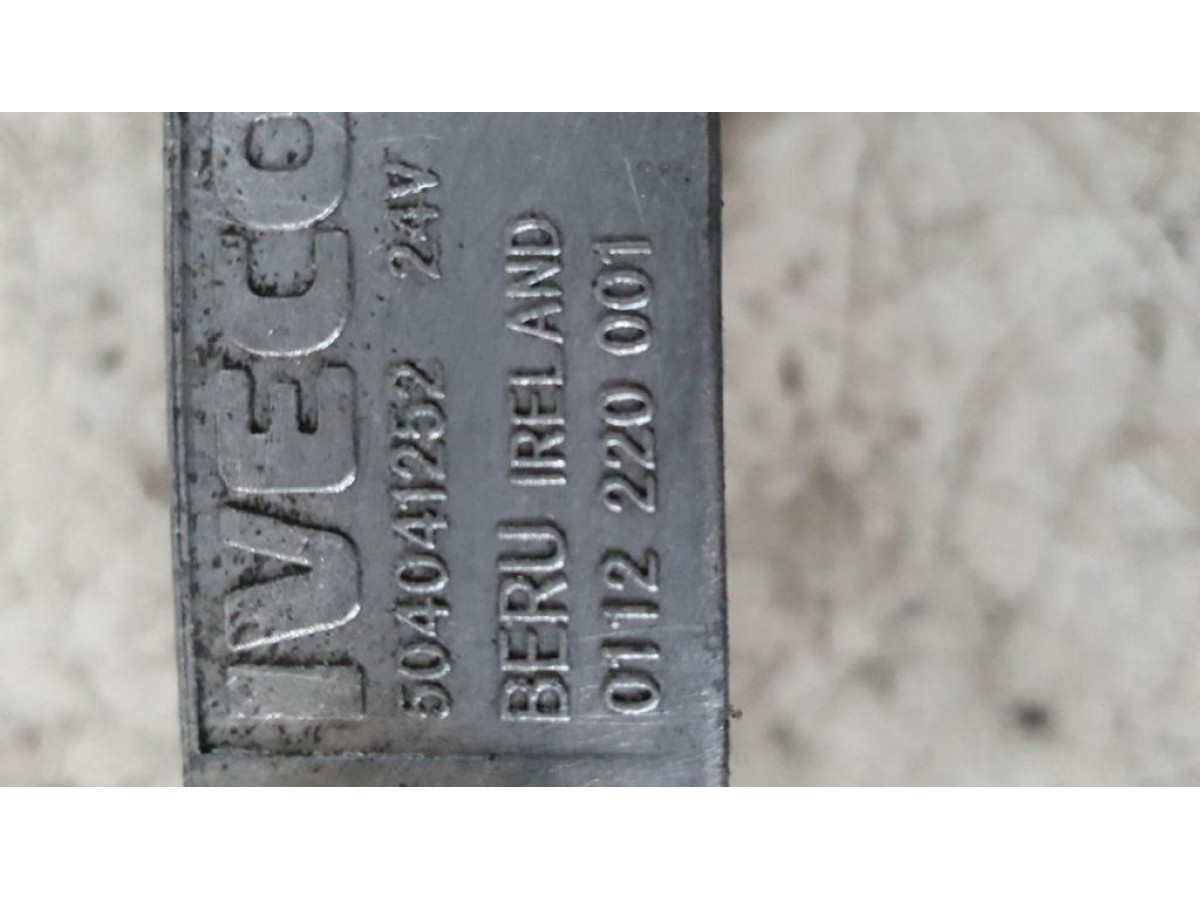 IVECO
504041252 24V
BERU IRELAND
0112 220 001